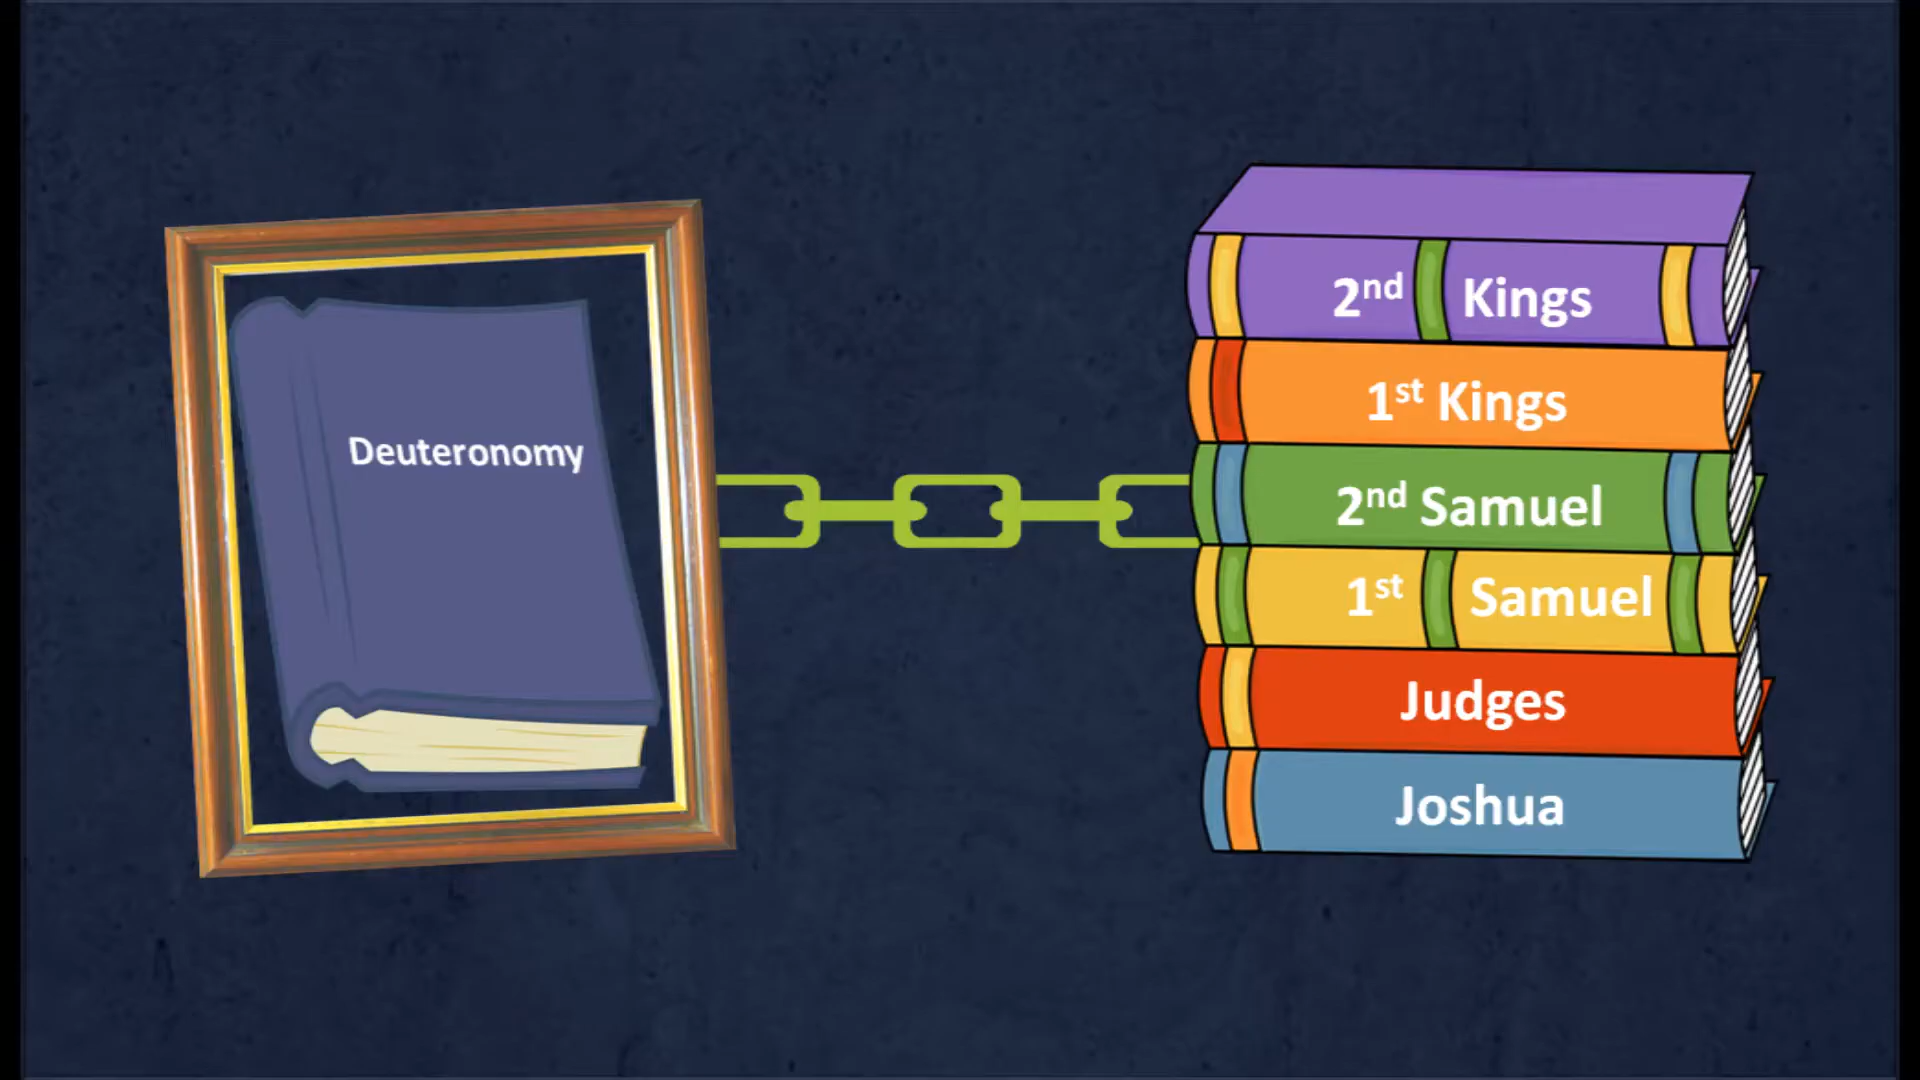 Deuteronomy
2nd Kings
1st Kings
2nd Samuel
1st Samuel
Judges
Joshua